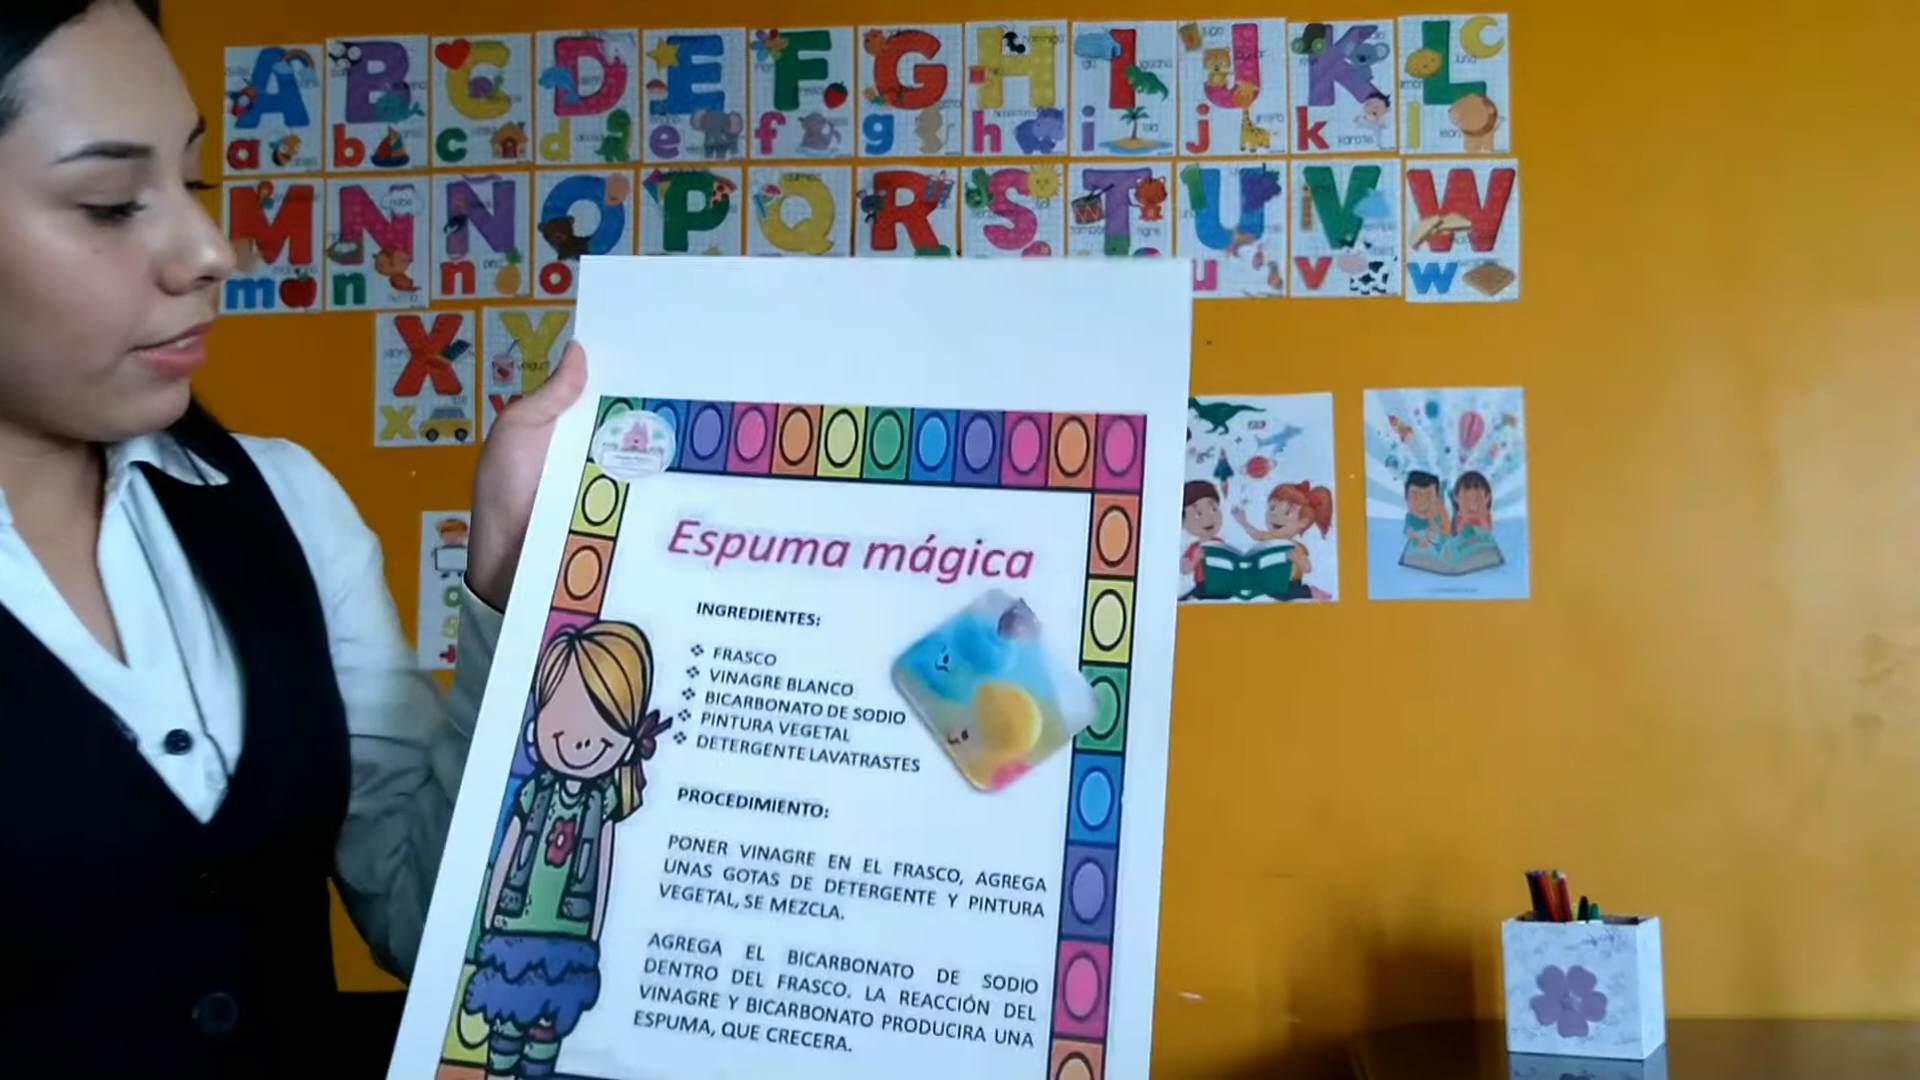 A B C D E F G H I J K L
a b c d e f g h i j k l
karate
M N Ñ O P Q R S T U V W
m n ñ o u v w
X Y
x
Espuma mágica
INGREDIENTES:
❖ FRASCO
❖ VINAGRE BLANCO
❖ BICARBONATO DE SODIO
❖ PINTURA VEGETAL
❖ DETERGENTE LAVATRASTES
PROCEDIMIENTO:
PONER VINAGRE EN EL FRASCO, AGREGA
UNAS GOTAS DE DETERGENTE Y PINTURA
VEGETAL, SE MEZCLA.
AGREGA EL BICARBONATO DE SODIO
DENTRO DEL FRASCO. LA REACCIÓN DEL
VINAGRE Y BICARBONATO PRODUCIRA UNA
ESPUMA, QUE CRECERA.